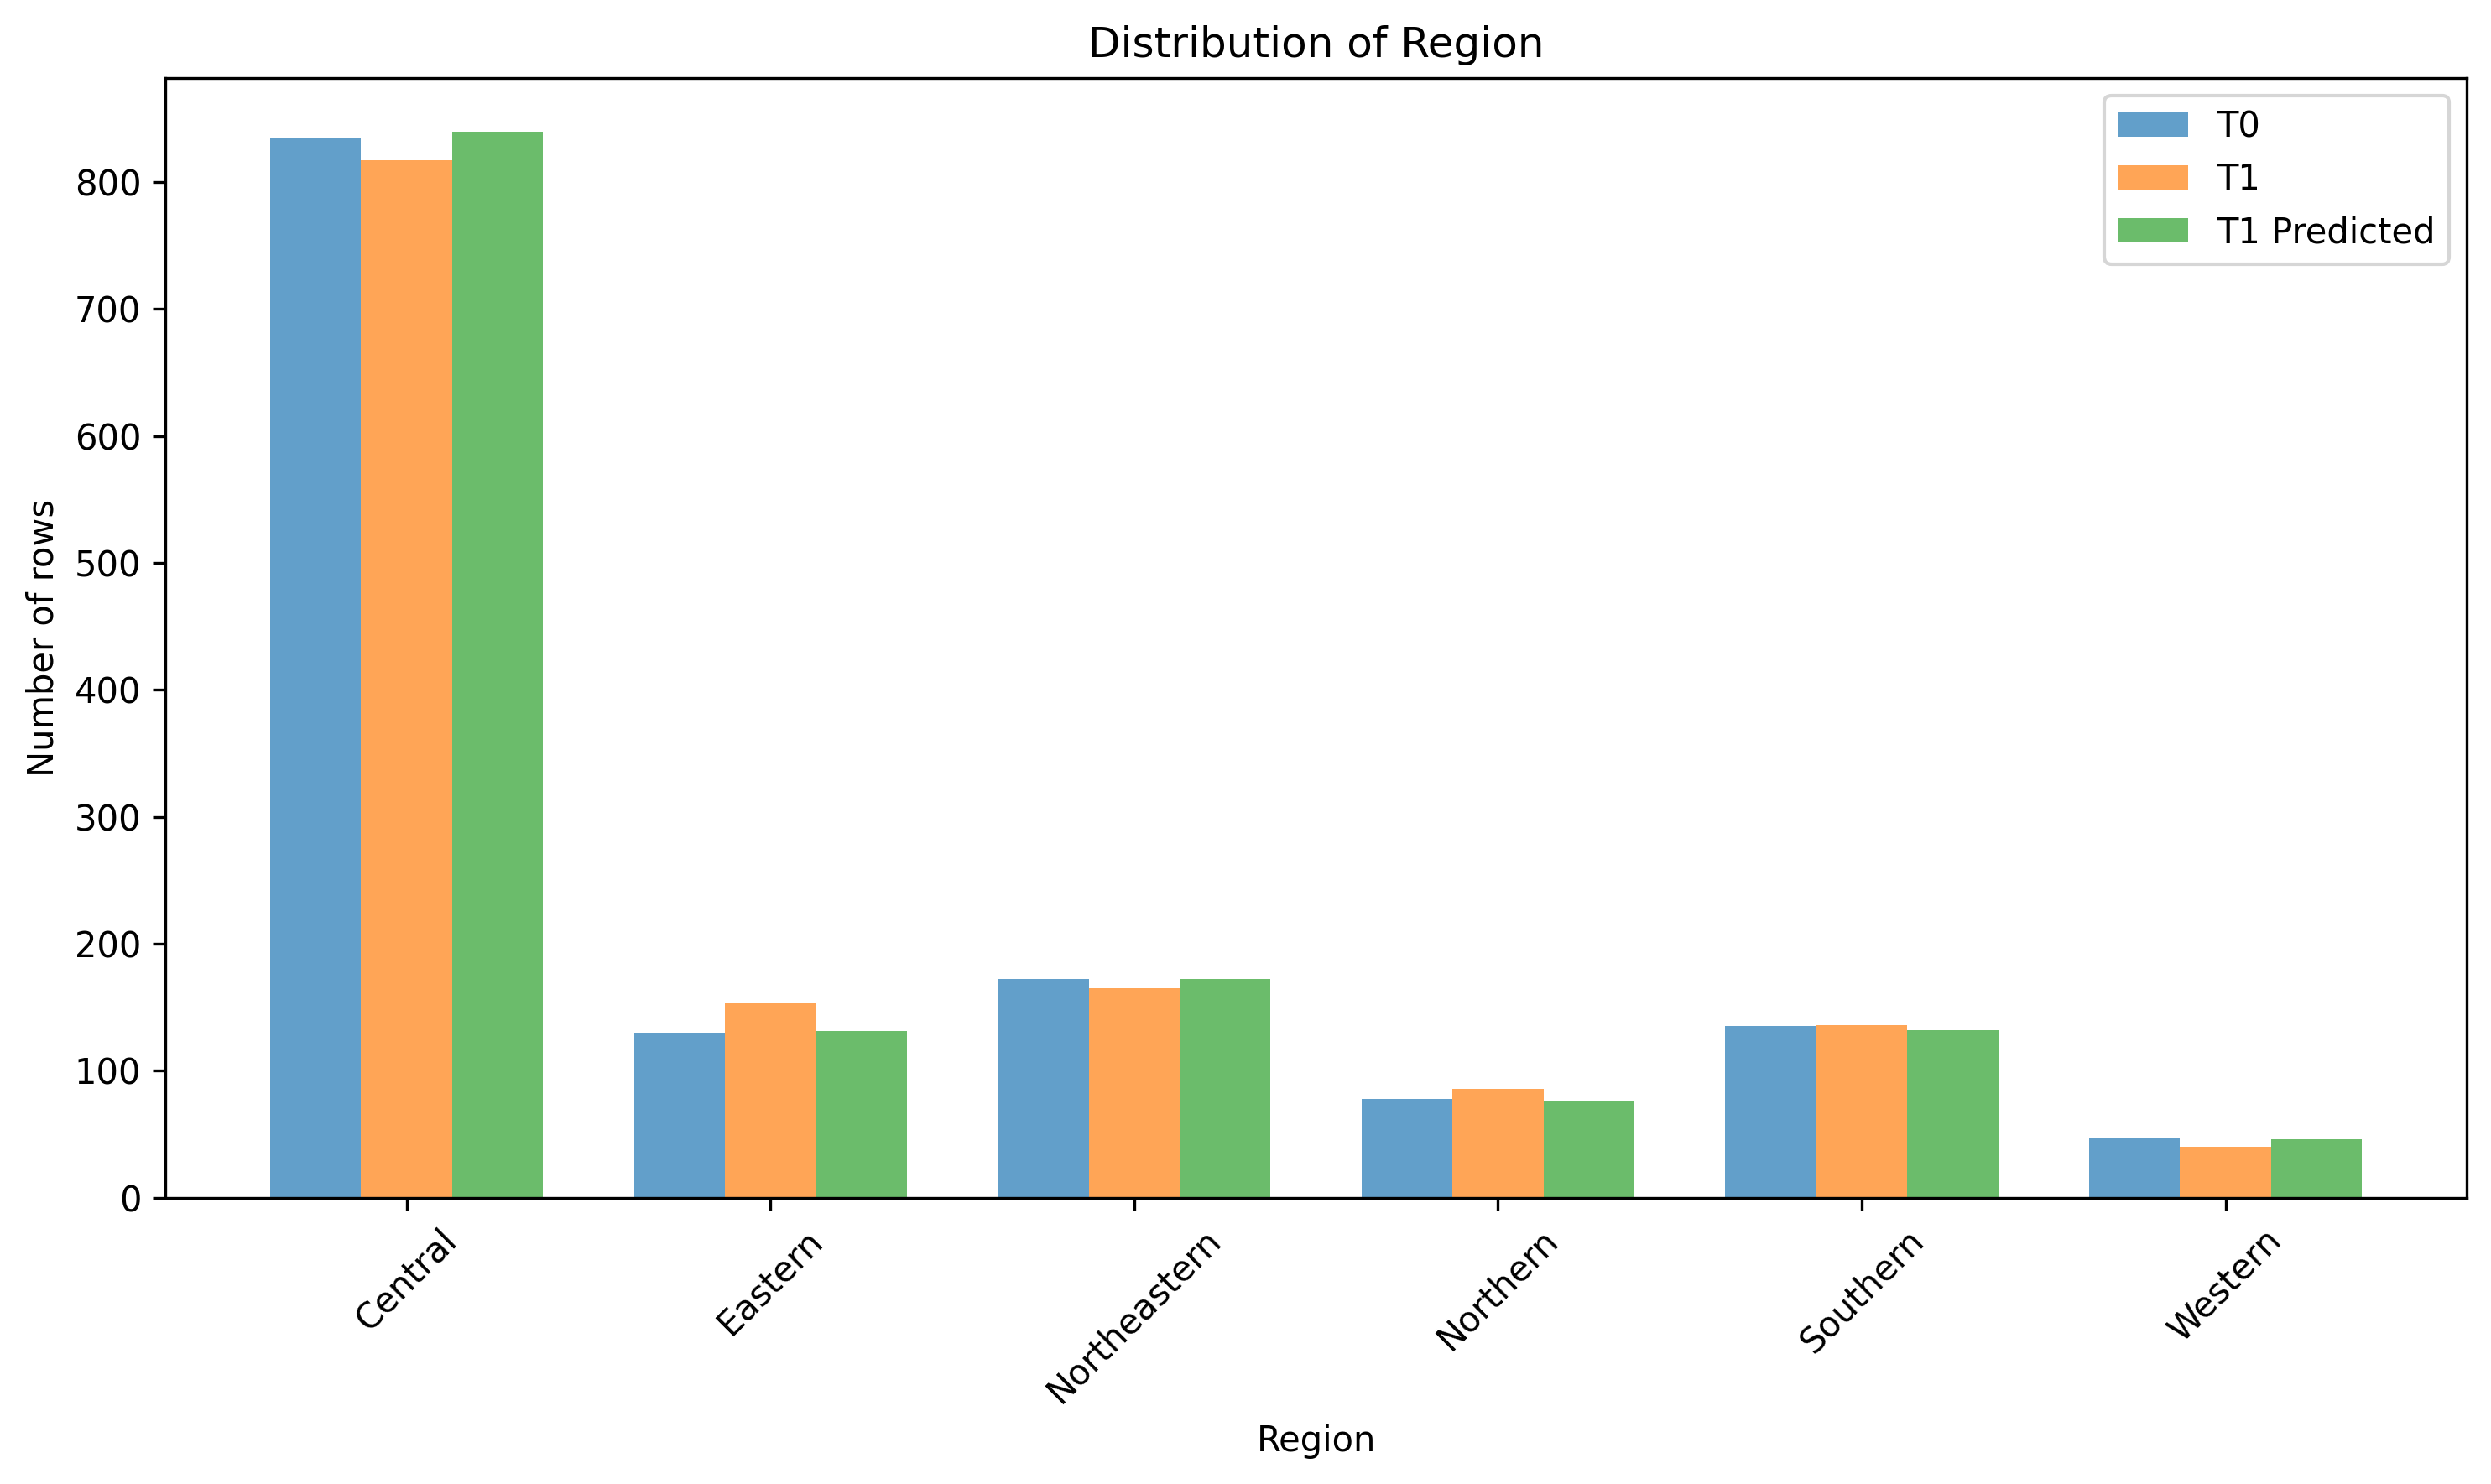 Distribution of Region
T0
T1
T1 Predicted
Number of rows
800
700
600
500
400
300
200
100
0
Central
Eastern
Northeastern
Northern
Southern
Western
Region